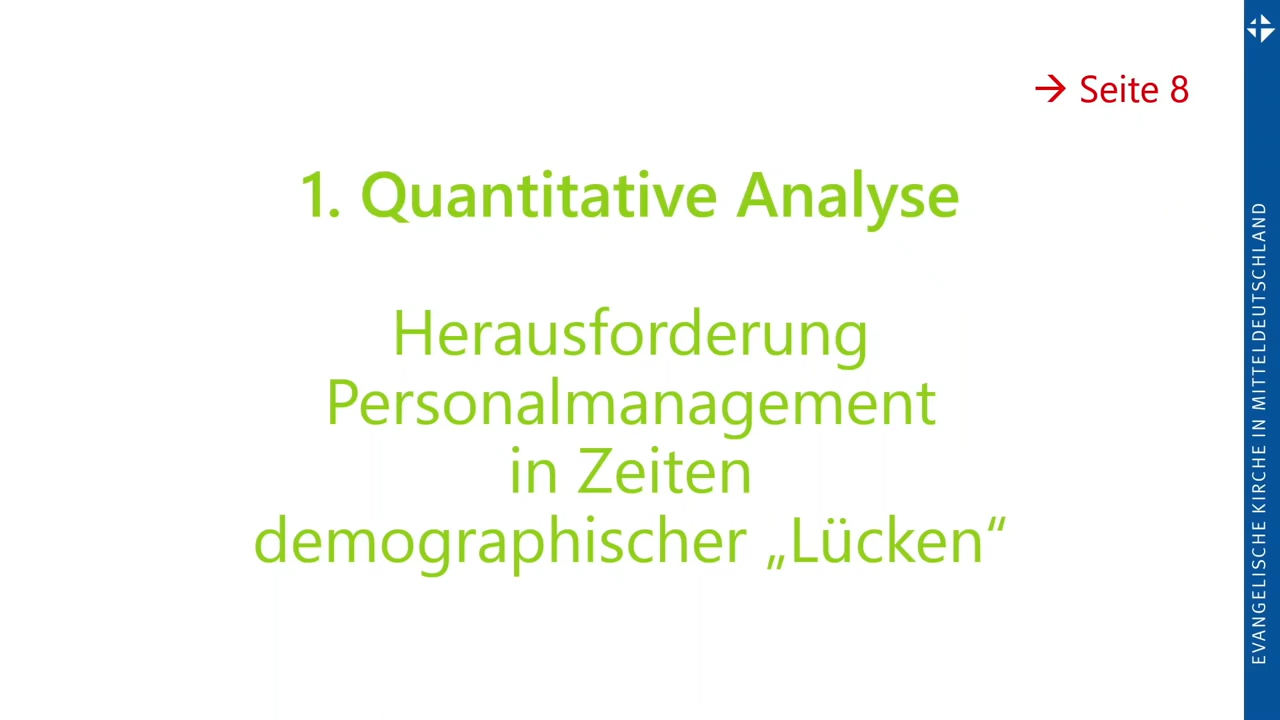 → Seite 8
1. Quantitative Analyse
Herausforderung
Personalmanagement
in Zeiten
demographischer „Lücken“
EVANGELISCHE KIRCHE IN MITTELDEUTSCHLAND